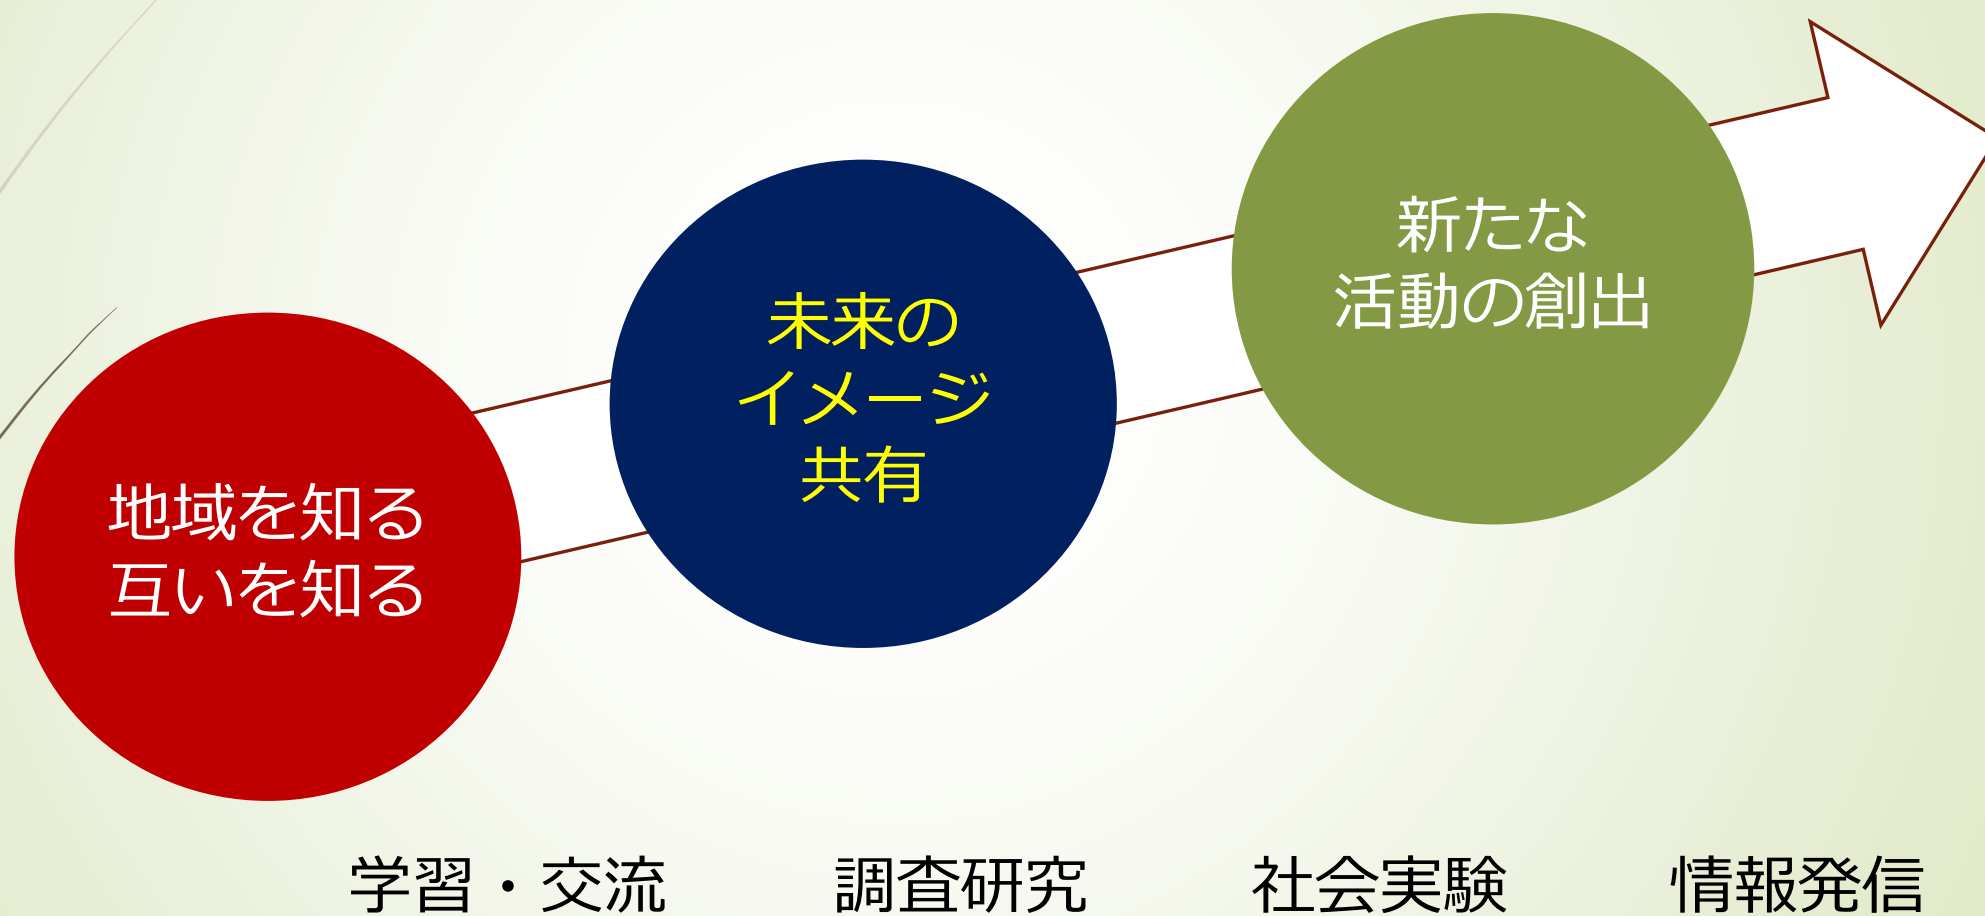 地域を知る
互いを知る
未来の
イメージ
共有
新たな
活動の創出
学習・交流
調査研究
社会実験
情報発信